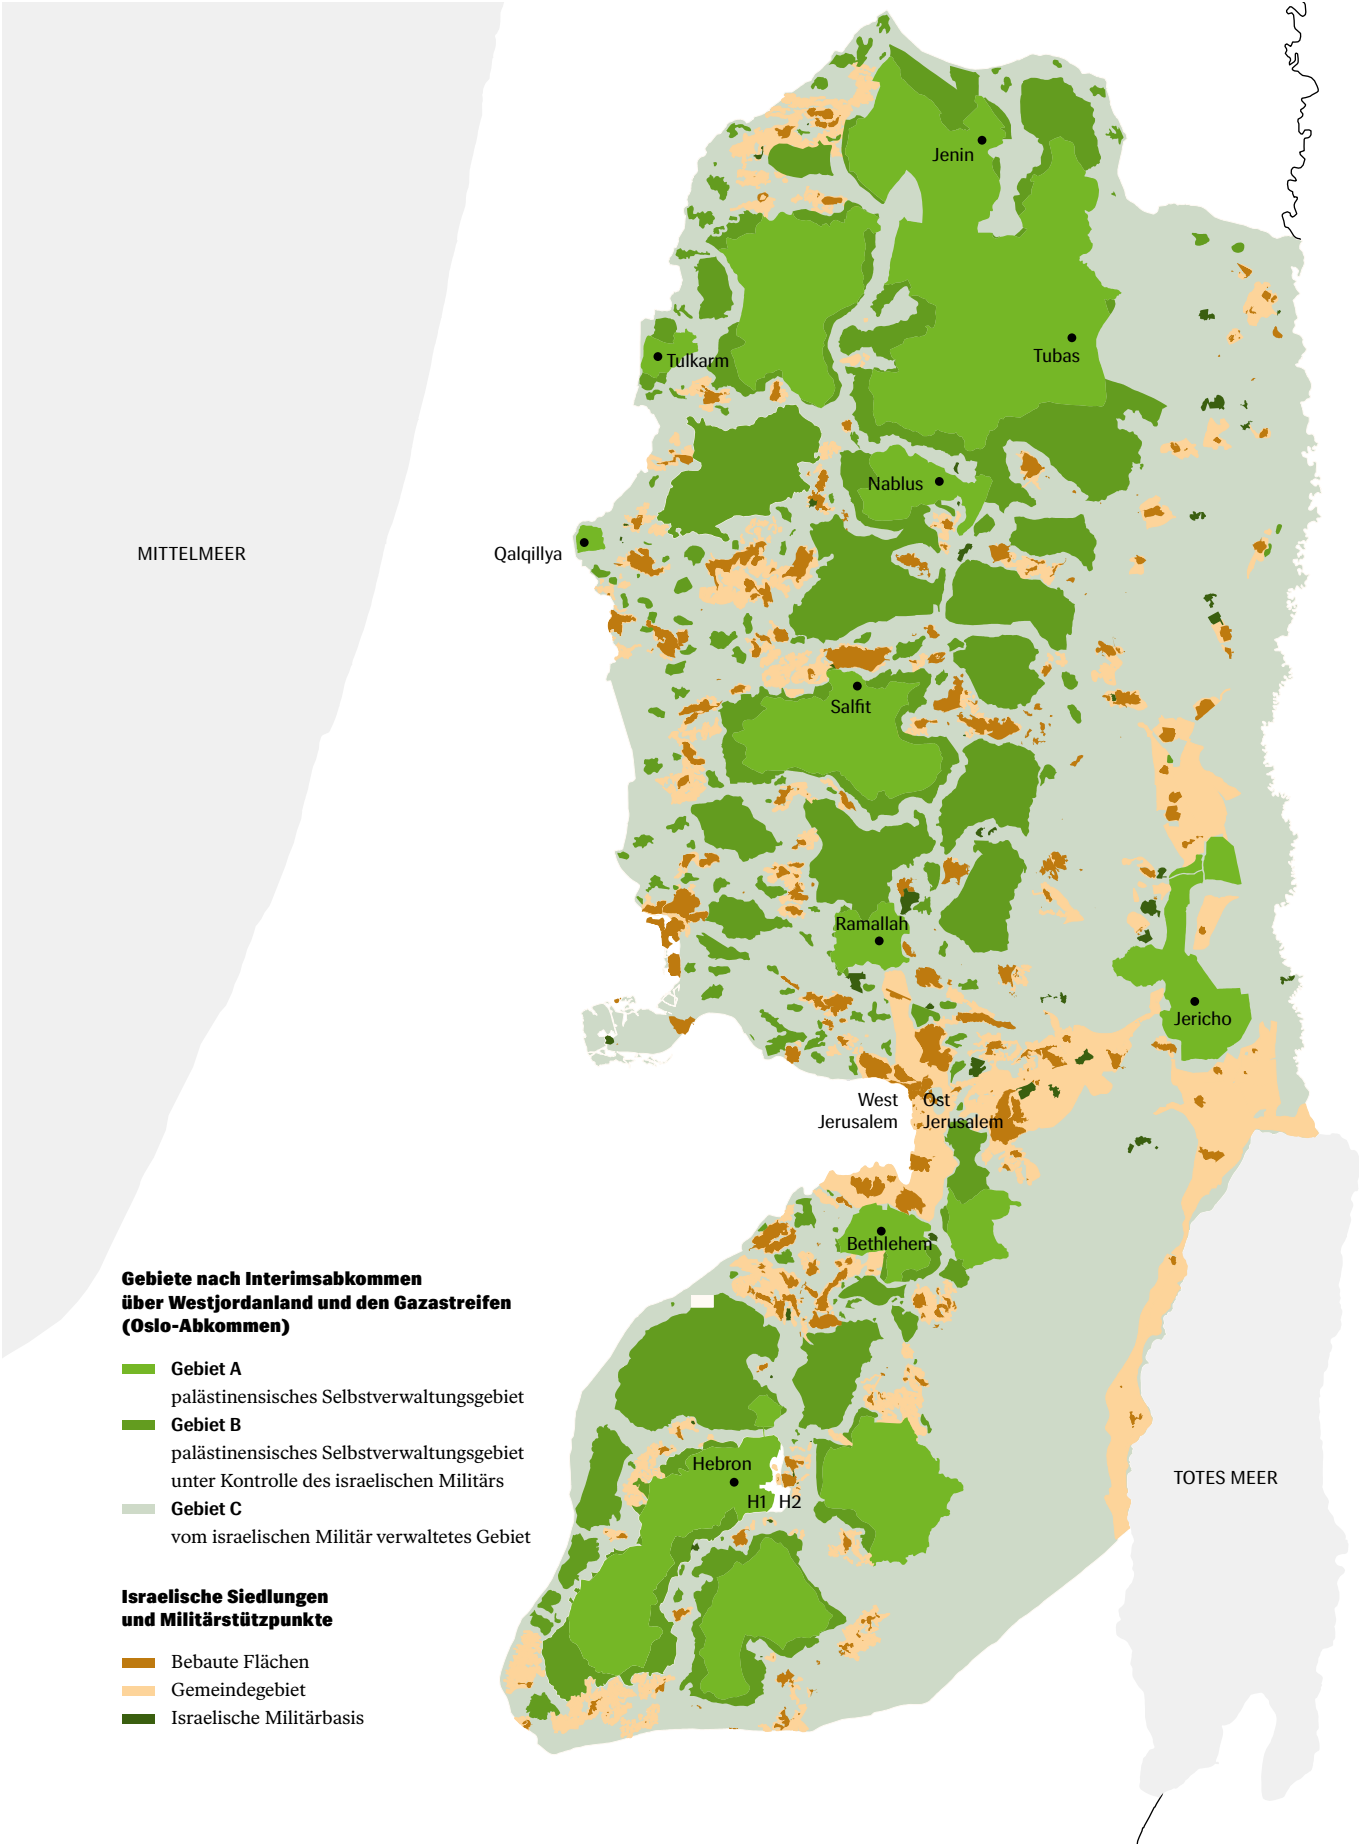 Jenin
Tubas
Tulkarm
Nablus
MITTELMEER
Qalqillya
Salfit
Ramallah
Jericho
West
Jerusalem
Ost
Jerusalem
Bethlehem
Hebron
H1 H2
TOTES MEER
Gebiete nach Interimsabkommen
über Westjordanland und den Gazastreifen
(Oslo-Abkommen)
Gebiet A
palästinensisches Selbstverwaltungsgebiet
Gebiet B
palästinensisches Selbstverwaltungsgebiet
unter Kontrolle des israelischen Militärs
Gebiet C
vom israelischen Militär verwaltetes Gebiet
Israelische Siedlungen
und Militärstützpunkte
Bebaute Flächen
Gemeindegebiet
Israelische Militärbasis